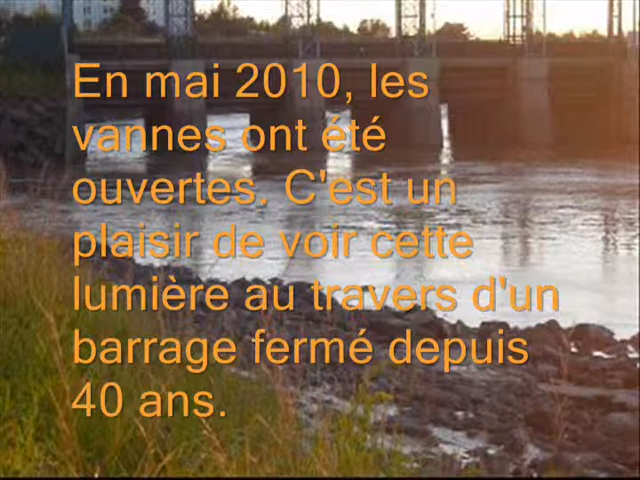 En mai 2010, les
vannes ont été
ouvertes. C'est un
plaisir de voir cette
lumière au travers d'un
barrage fermé depuis
40 ans.